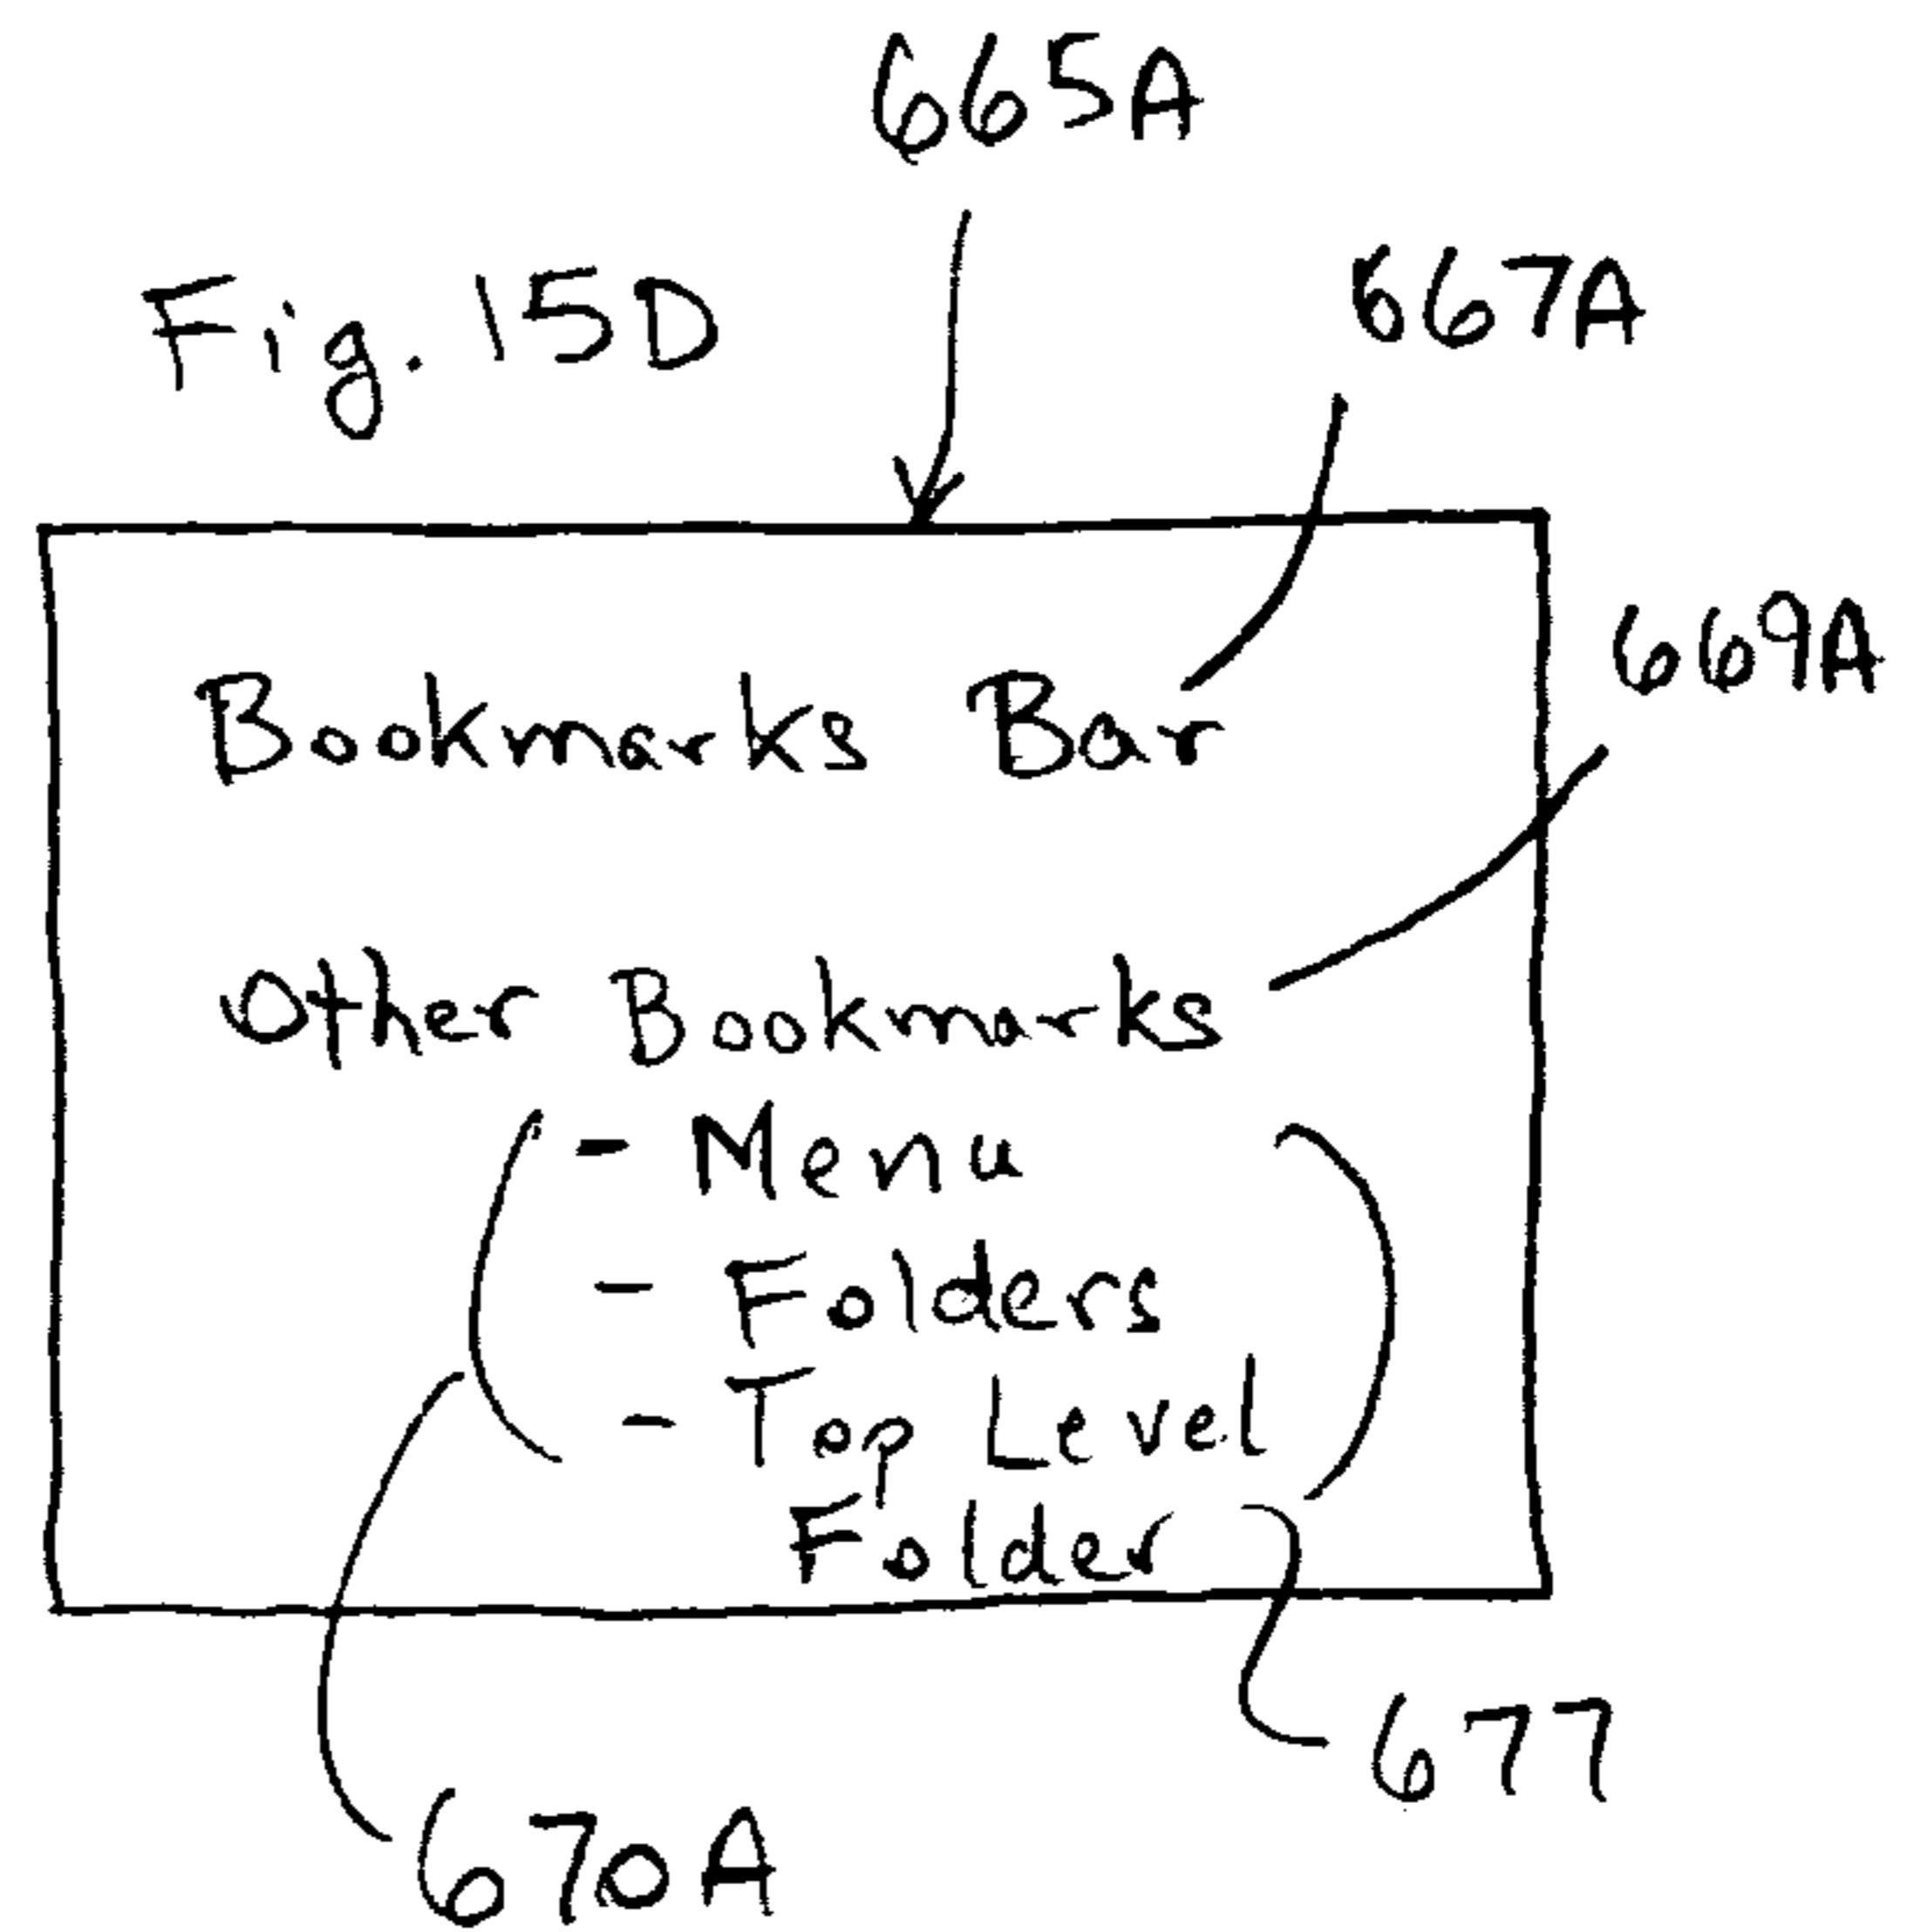 665A
Fig. 15D
667A
669A
Bookmarks Bar
Other Bookmarks
- Menu
- Folders
- Top Level
Folder
677
670A